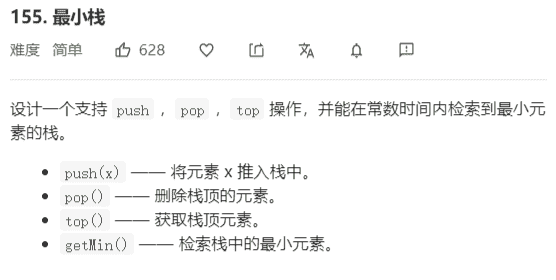 155. 最小栈
难度 简单 628
设计一个支持 push ，pop ，top 操作，并能在常数时间内检索到最小元
素的栈。
push(x) —— 将元素 x 推入栈中。
pop() —— 删除栈顶的元素。
top() —— 获取栈顶元素。
getMin() —— 检索栈中的最小元素。